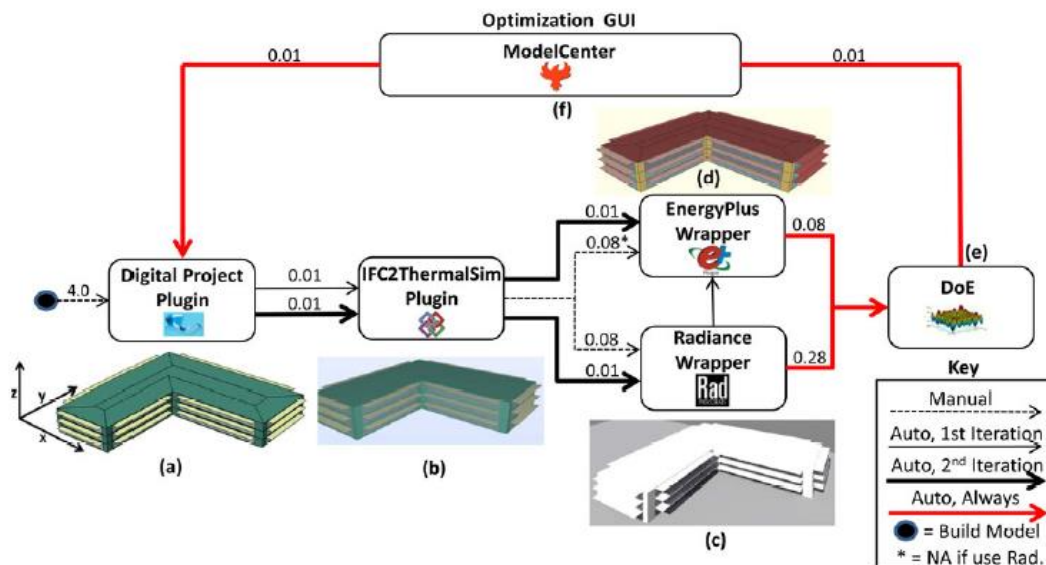 Optimization GUI
ModelCenter
0.01
0.01
(f)
(d)
EnergyPlus
Wrapper
0.01
0.08*
0.08
(e)
4.0
Digital Project
Plugin
0.01
0.01
IFC2ThermalSim
Plugin
DoE
0.08
0.01
Radiance
Wrapper
Rad
0.28
z
y
x
(a)
(b)
(c)
Key
Manual
Auto, 1st Iteration
Auto, 2nd Iteration
Auto, Always
= Build Model
* = NA if use Rad.